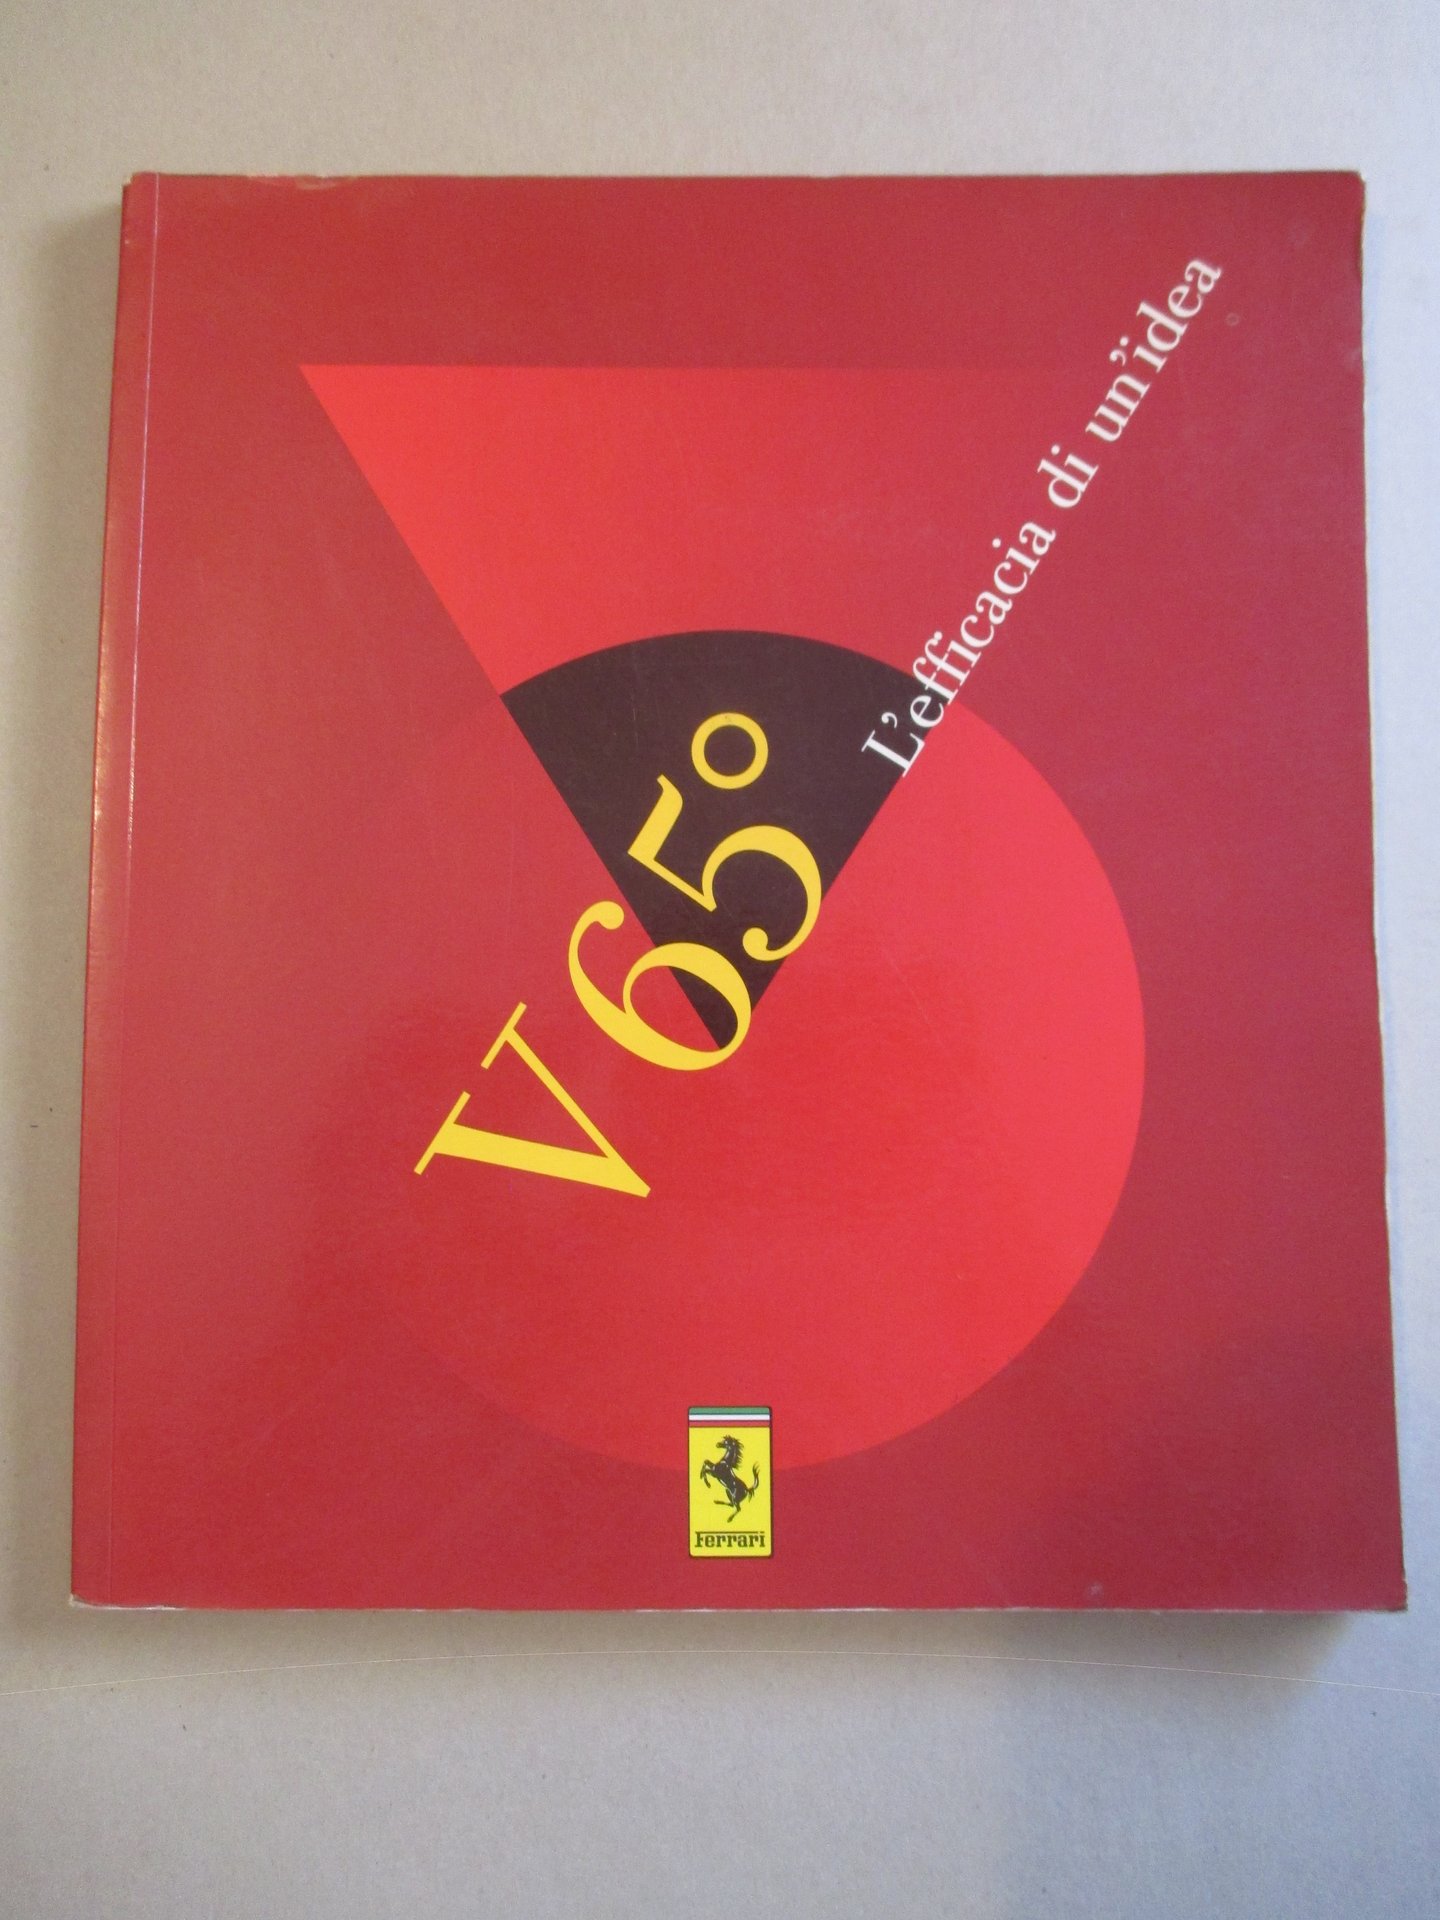 V65°
L'efficacia di un'idea
Ferrari